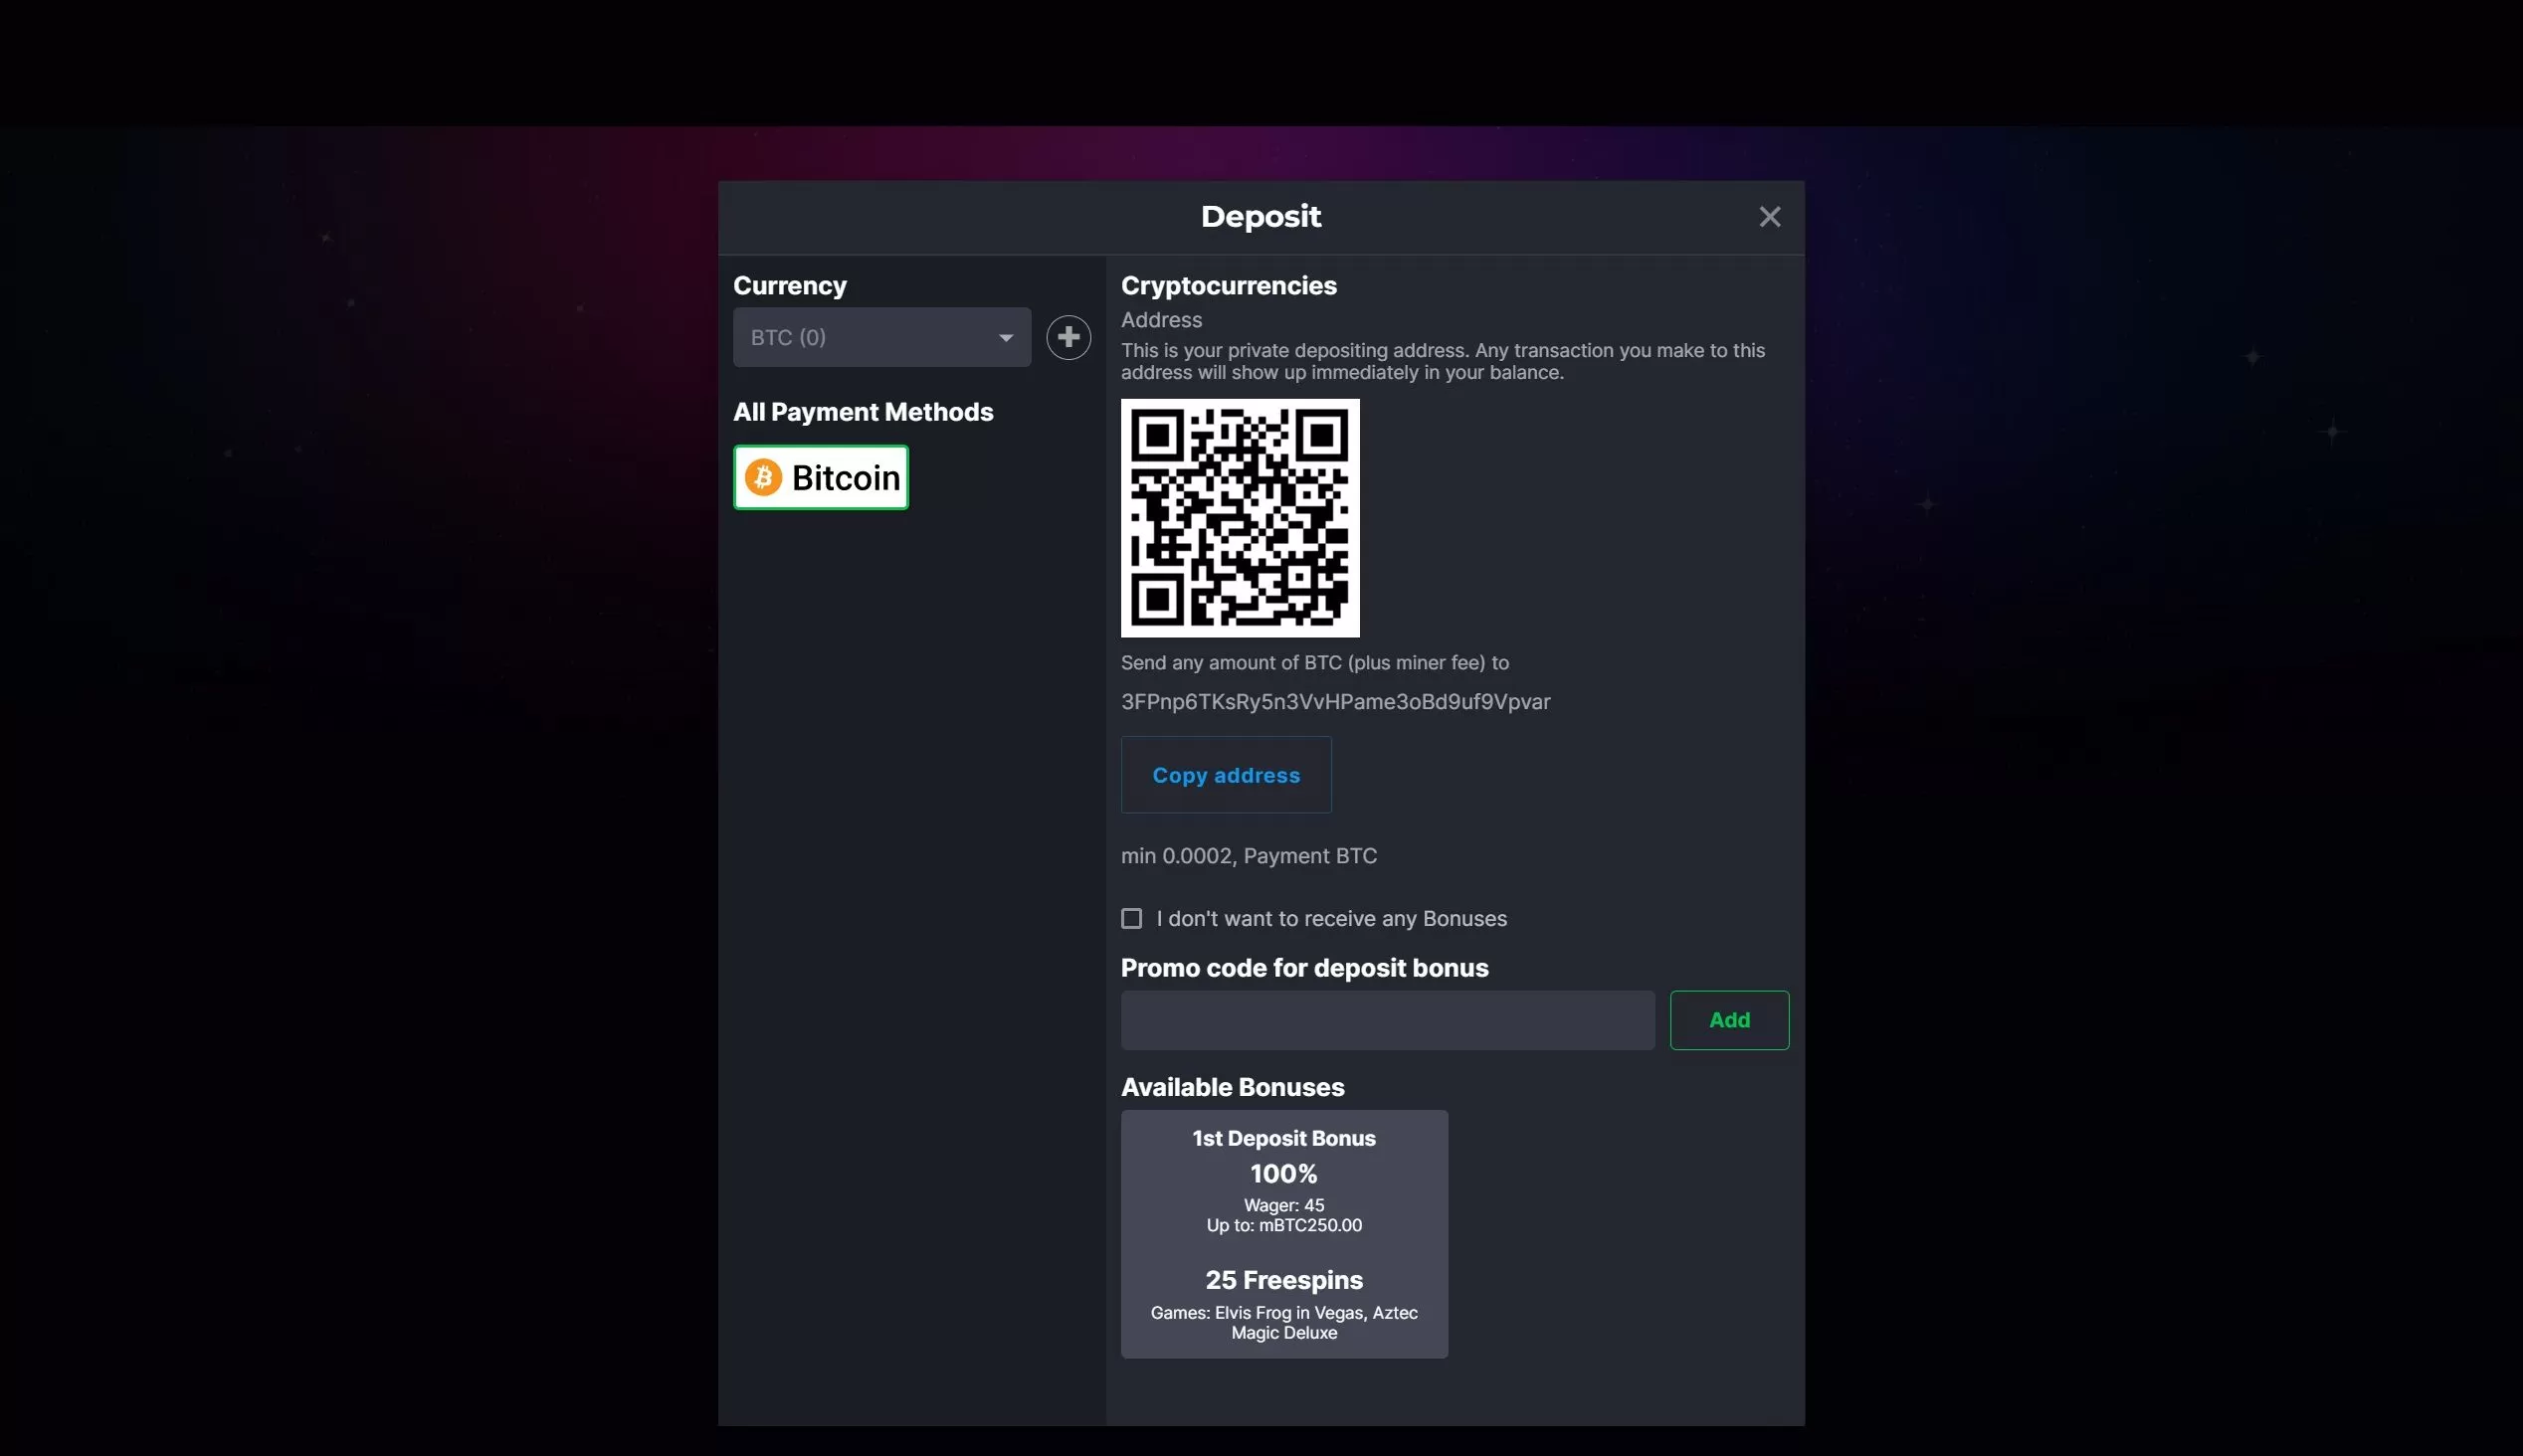 Deposit
Currency
BTC (0)
All Payment Methods
Bitcoin
Cryptocurrencies
Address
This is your private depositing address. Any transaction you make to this
address will show up immediately in your balance.
Send any amount of BTC (plus miner fee) to
3FPnp6TKsRy5n3VvHPame3oBd9uf9Vpvar
Copy address
min 0.0002, Payment BTC
I don't want to receive any Bonuses
Promo code for deposit bonus
Add
Available Bonuses
1st Deposit Bonus
100%
Wager: 45
Up to: mBTC250.00
25 Freespins
Games: Elvis Frog in Vegas, Aztec
Magic Deluxe